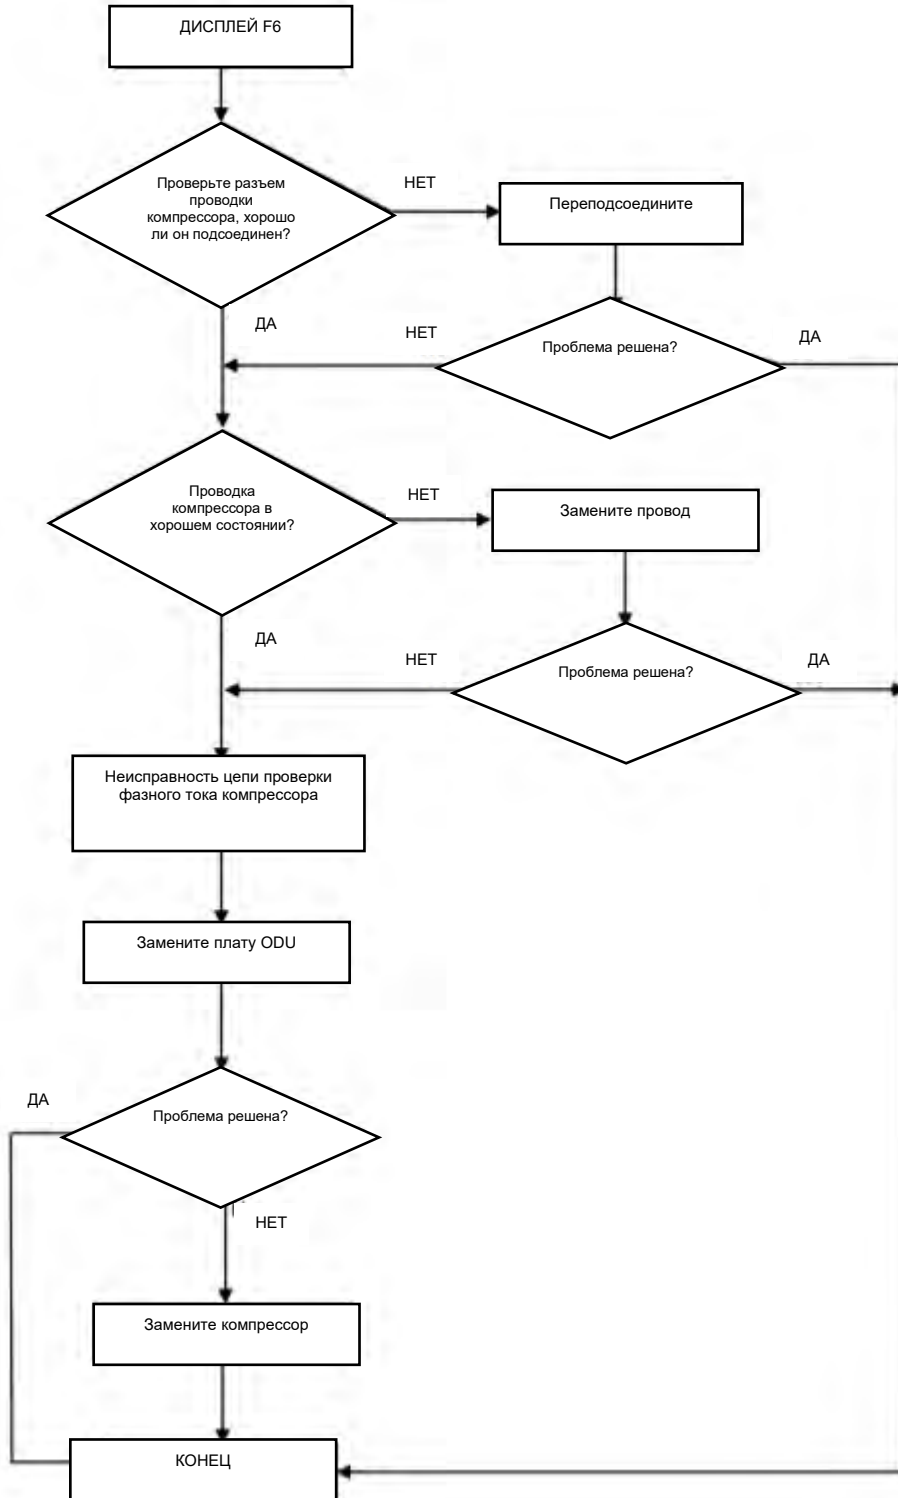 ДИСПЛЕЙ F6
Проверьте разъем
проводки
компрессора, хорошо
ли он подсоединен?
НЕТ
Переподсоедините
ДА
НЕТ
Проблема решена?
ДА
Проводка
компрессора в
хорошем состоянии?
НЕТ
Замените провод
ДА
НЕТ
Проблема решена?
ДА
Неисправность цепи проверки
фазного тока компрессора
Замените плату ODU
ДА
Проблема решена?
НЕТ
Замените компрессор
КОНЕЦ